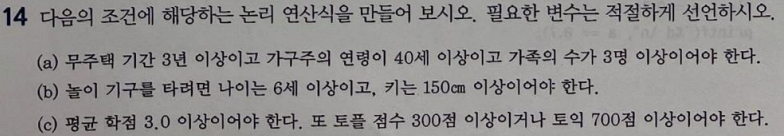 14 다음의 조건에 해당하는 논리 연산식을 만들어 보시오. 필요한 변수는 적절하게 선언하시오.
(a) 무주택 기간 3년 이상이고 가구주의 연령이 40세 이상이고 가족의 수가 3명 이상이어야 한다.
(b) 놀이 기구를 타려면 나이는 6세 이상이고, 키는 150㎝ 이상이어야 한다.
(c) 평균 학점 3.0 이상이어야 한다. 또 토플 점수 300점 이상이거나 토익 700점 이상이어야 한다.